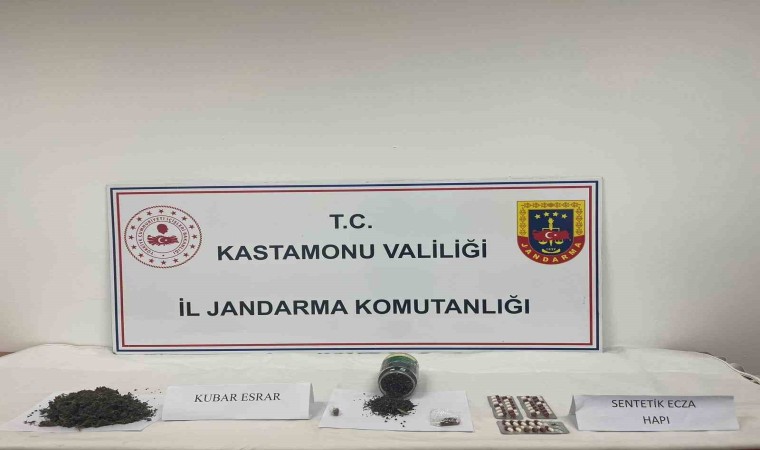 T.C.
KASTAMONU VALİLİĞİ
İL JANDARMA KOMUTANLIĞI
JANDARMA
KUBAR ESRAR
SENTETİK ECZA
HAPI